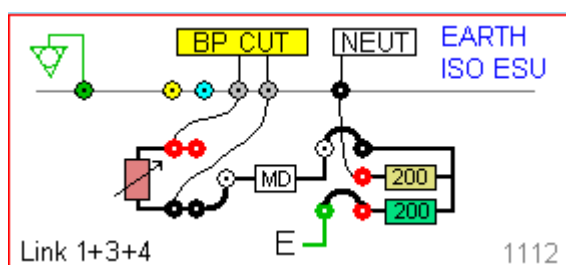 BP CUT
NEUT
EARTH
ISO ESU
MD
200
200
E
Link 1+3+4
1112